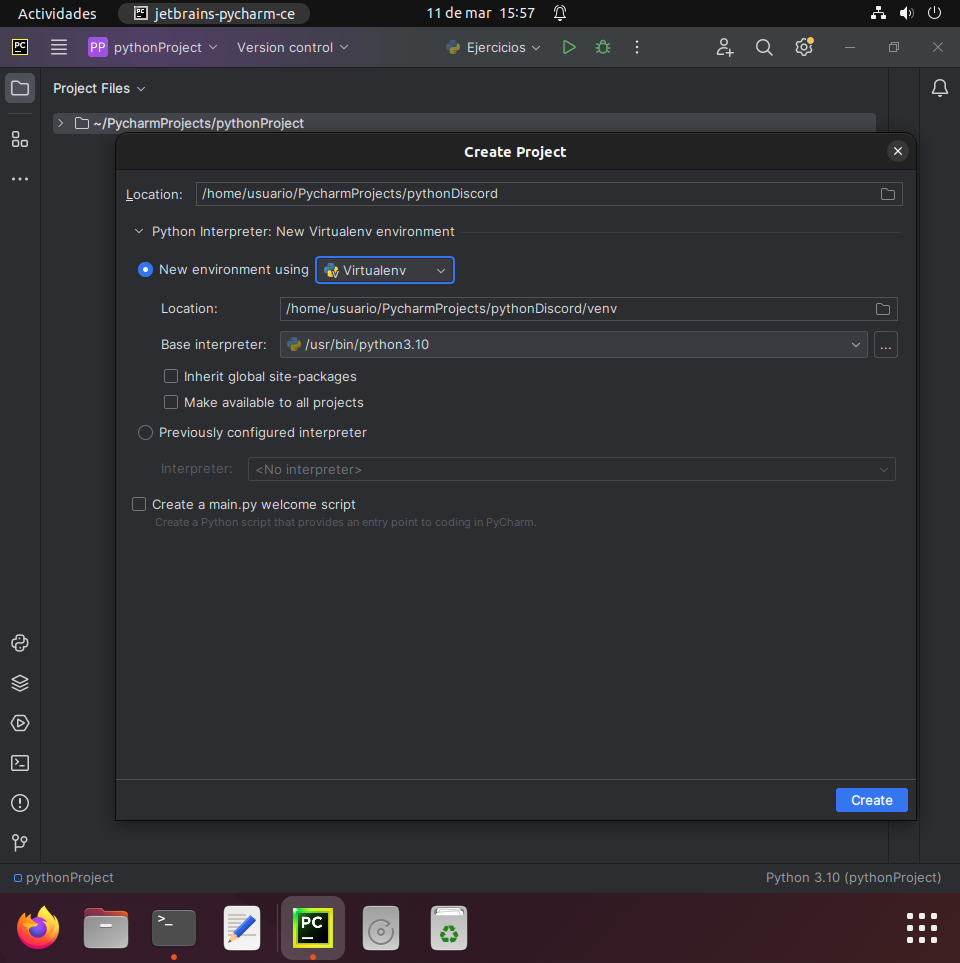 Actividades
jetbrains-pycharm-ce
11 de mar 15:57
PC
PP pythonProject
Version control
Ejercicios
Project Files
~/PycharmProjects/pythonProject
Create Project
Location: /home/usuario/PycharmProjects/pythonDiscord
Python Interpreter: New Virtualenv environment
New environment using Virtualenv
Location: /home/usuario/PycharmProjects/pythonDiscord/venv
Base interpreter: /usr/bin/python3.10 ...
Inherit global site-packages
Make available to all projects
Previously configured interpreter
Interpreter: <No interpreter>
Create a main.py welcome script
Create a Python script that provides an entry point to coding in PyCharm.
Create
pythonProject
Python 3.10 (pythonProject)
>_
PC